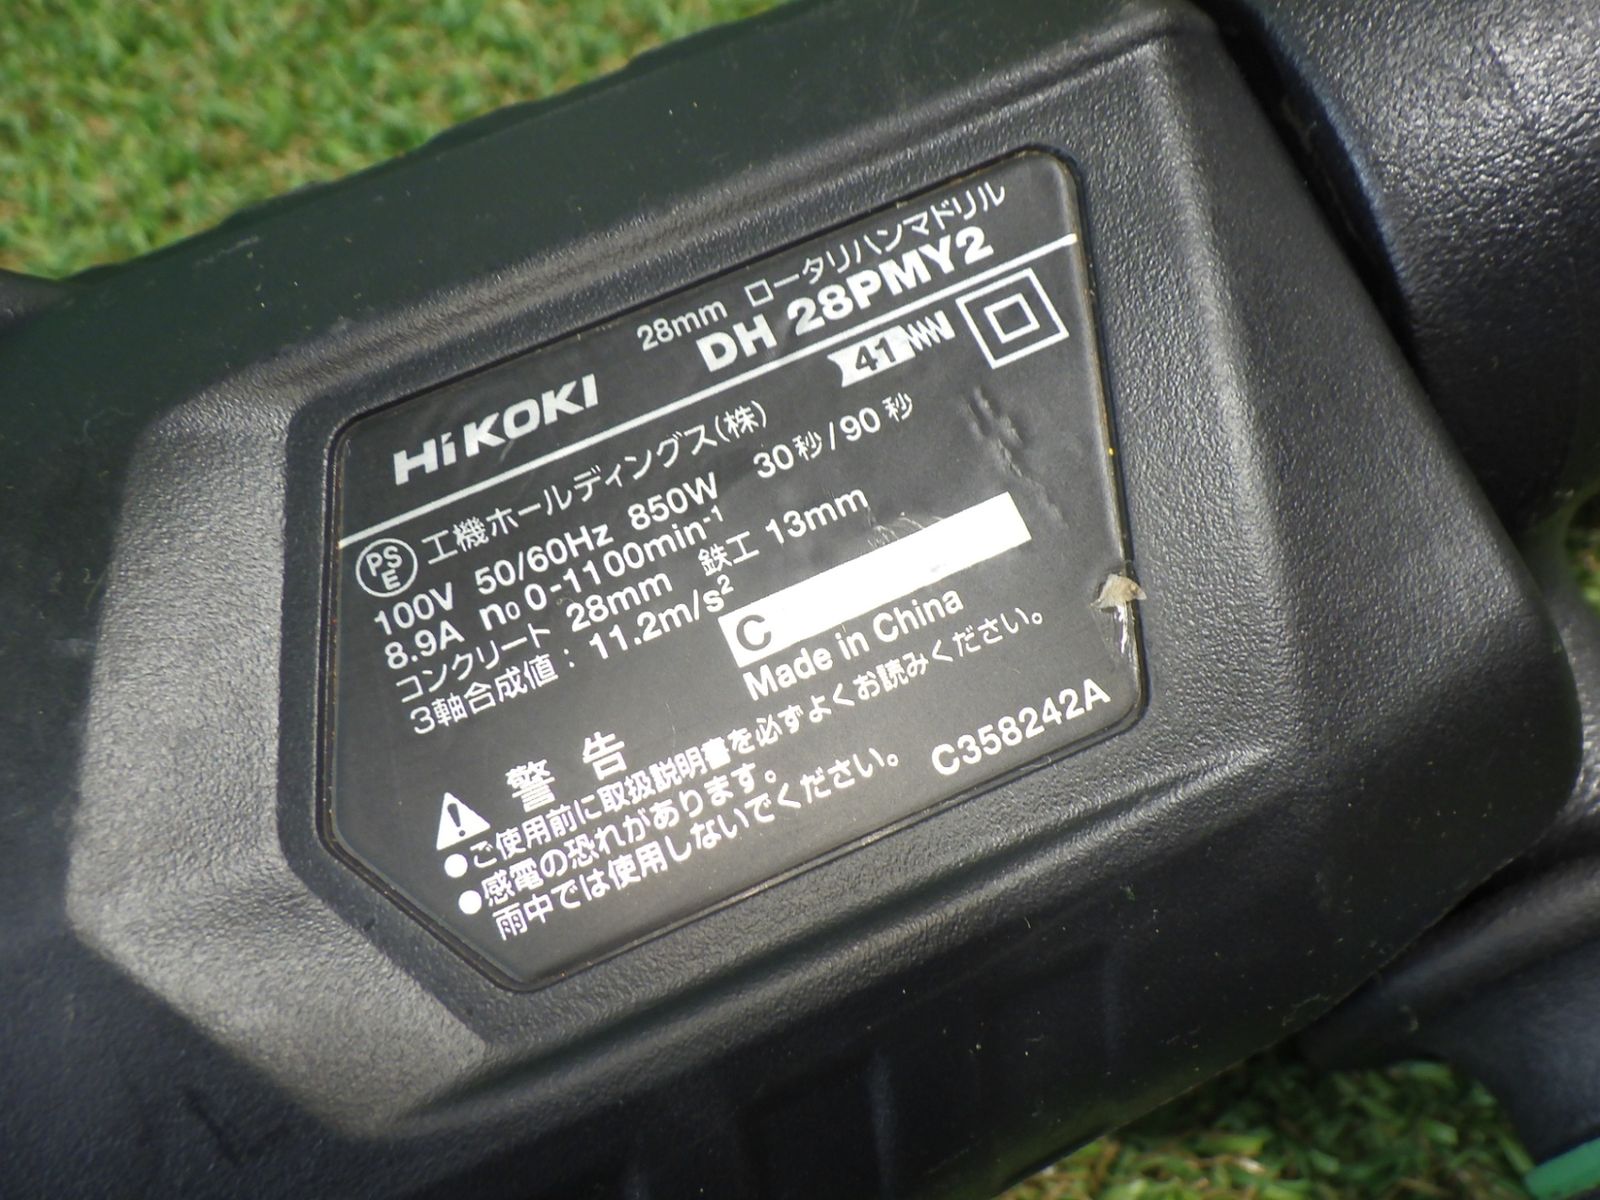 28mm ロータリハンマドリル
HiKOKI DH 28PMY2
PSE 工機ホールディングス(株) 41
100V 50/60Hz 850W 30秒/90秒
8.9A n₀ 0-1100min⁻¹
コンクリート 28mm 鉄工 13mm
3軸合成値: 11.2m/s²
C
Made in China
警告
●ご使用前に取扱説明書を必ずよくお読みください。
●感電の恐れがあります。
雨中では使用しないでください。
C358242A